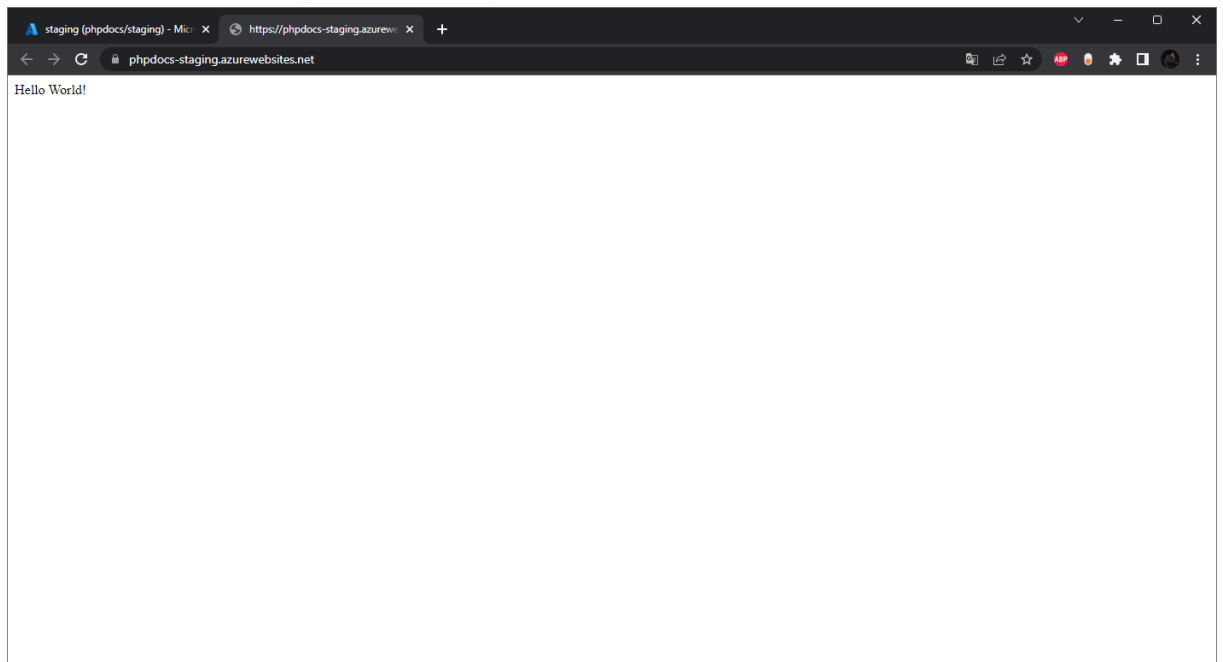 staging (phpdocs/staging) - Micr
https://phpdocs-staging.azurewe
phpdocs-staging.azurewebsites.net
ABP
Hello World!